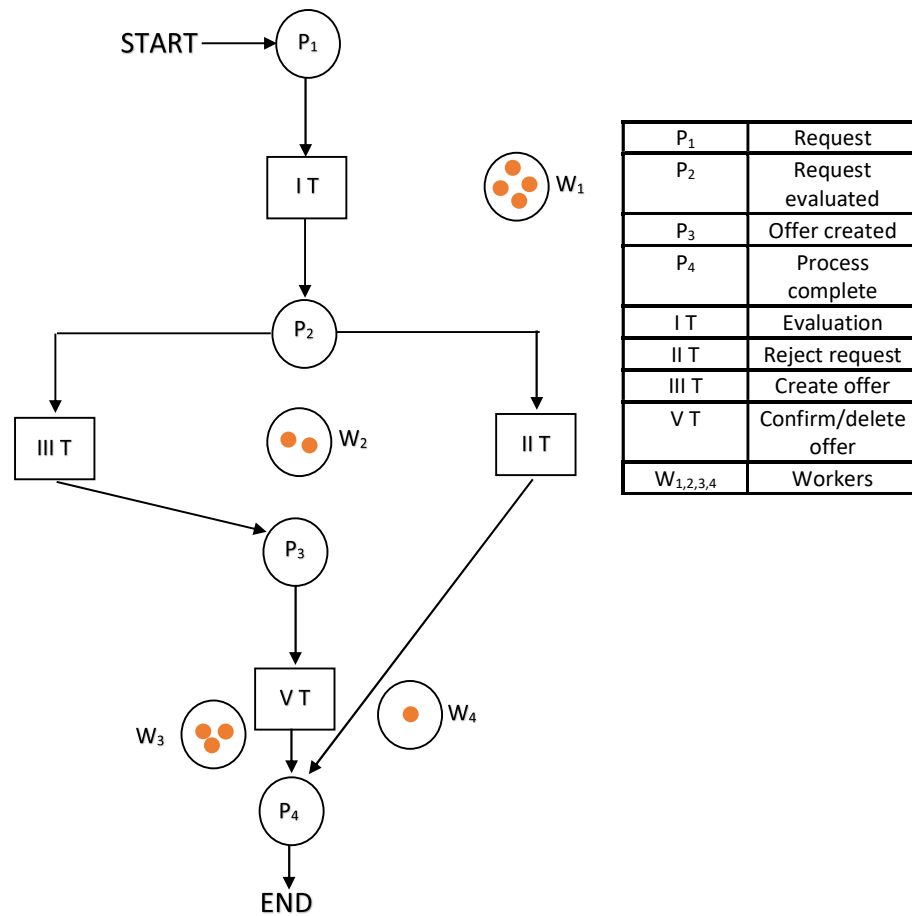 START
P₁
I T
W₁
P₂
III T
W₂
II T
P₃
V T
W₃
W₄
P₄
END
P₁ Request
P₂ Request
evaluated
P₃ Offer created
P₄ Process
complete
I T Evaluation
II T Reject request
III T Create offer
V T Confirm/delete
offer
W₁,₂,₃,₄ Workers